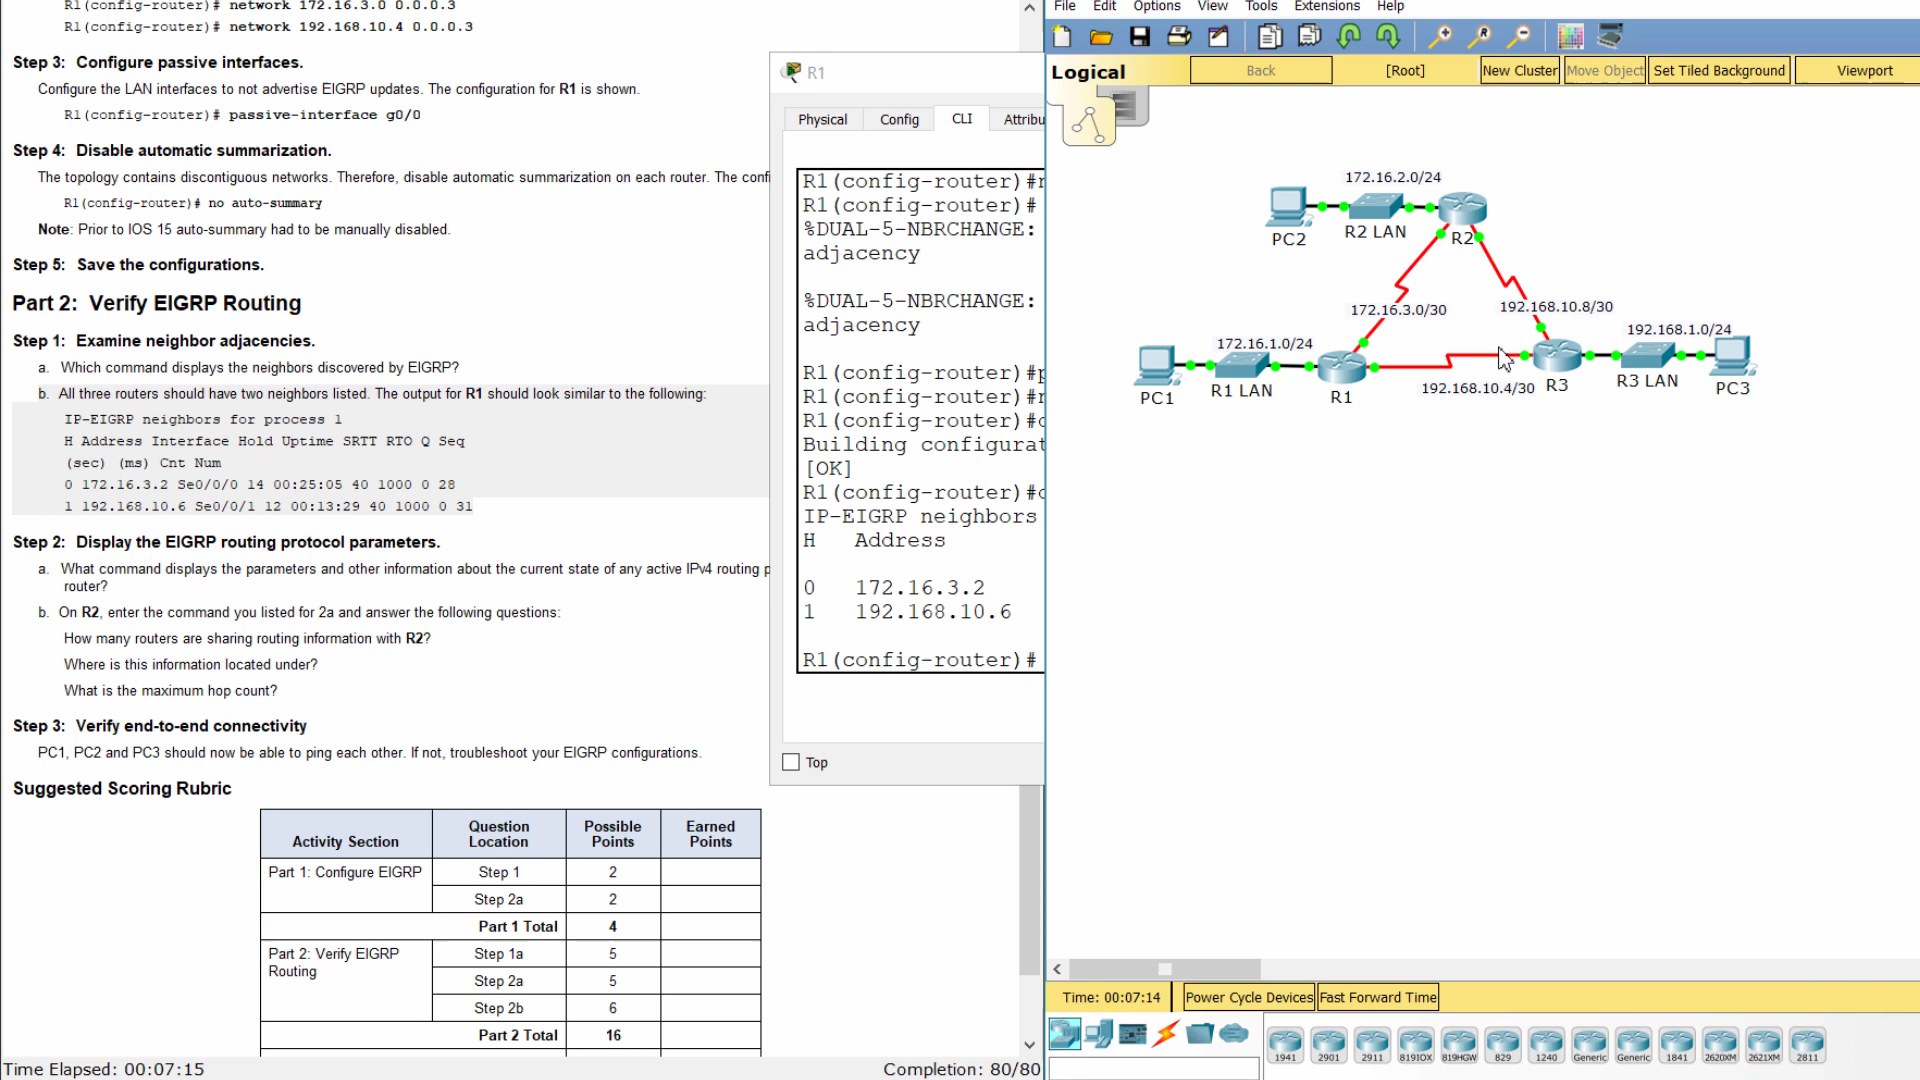 R1(config-router)# network 172.16.3.0 0.0.0.3
R1(config-router)# network 192.168.10.4 0.0.0.3
Step 3: Configure passive interfaces.
Configure the LAN interfaces to not advertise EIGRP updates. The configuration for R1 is shown.
R1(config-router)# passive-interface g0/0
Step 4: Disable automatic summarization.
The topology contains discontiguous networks. Therefore, disable automatic summarization on each router. The confi
R1(config-router)# no auto-summary
Note: Prior to IOS 15 auto-summary had to be manually disabled.
Step 5: Save the configurations.
Part 2: Verify EIGRP Routing
Step 1: Examine neighbor adjacencies.
a. Which command displays the neighbors discovered by EIGRP?
b. All three routers should have two neighbors listed. The output for R1 should look similar to the following:
IP-EIGRP neighbors for process 1
H Address Interface Hold Uptime SRTT RTO Q Seq
(sec) (ms) Cnt Num
0 172.16.3.2 Se0/0/0 14 00:25:05 40 1000 0 28
1 192.168.10.6 Se0/0/1 12 00:13:29 40 1000 0 31
Step 2: Display the EIGRP routing protocol parameters.
a. What command displays the parameters and other information about the current state of any active IPv4 routing p
router?
b. On R2, enter the command you listed for 2a and answer the following questions:
How many routers are sharing routing information with R2?
Where is this information located under?
What is the maximum hop count?
Step 3: Verify end-to-end connectivity
PC1, PC2 and PC3 should now be able to ping each other. If not, troubleshoot your EIGRP configurations.
Suggested Scoring Rubric
Activity Section Question Location Possible Points Earned Points
Part 1: Configure EIGRP Step 1 2
Step 2a 2
Part 1 Total 4
Part 2: Verify EIGRP Routing Step 1a 5
Step 2a 5
Step 2b 6
Part 2 Total 16
Time Elapsed: 00:07:15 Completion: 80/80
R1
Physical Config CLI Attribu
R1(config-router)#n
R1(config-router)#
%DUAL-5-NBRCHANGE:
adjacency
%DUAL-5-NBRCHANGE:
adjacency
R1(config-router)#p
R1(config-router)#n
R1(config-router)#c
Building configurat
[OK]
R1(config-router)#c
IP-EIGRP neighbors
H Address
0 172.16.3.2
1 192.168.10.6
R1(config-router)#
Top
File Edit Options View Tools Extensions Help
Logical Back [Root] New Cluster Move Object Set Tiled Background Viewport
172.16.2.0/24
PC2 R2 LAN R2
172.16.3.0/30 192.168.10.8/30
172.16.1.0/24 192.168.1.0/24
192.168.10.4/30
PC1 R1 LAN R1 R3 R3 LAN PC3
Time: 00:07:14 Power Cycle Devices Fast Forward Time
1941 2901 2911 819IOX 819HGW 829 1240 Generic Generic 1841 2620XM 2621XM 2811